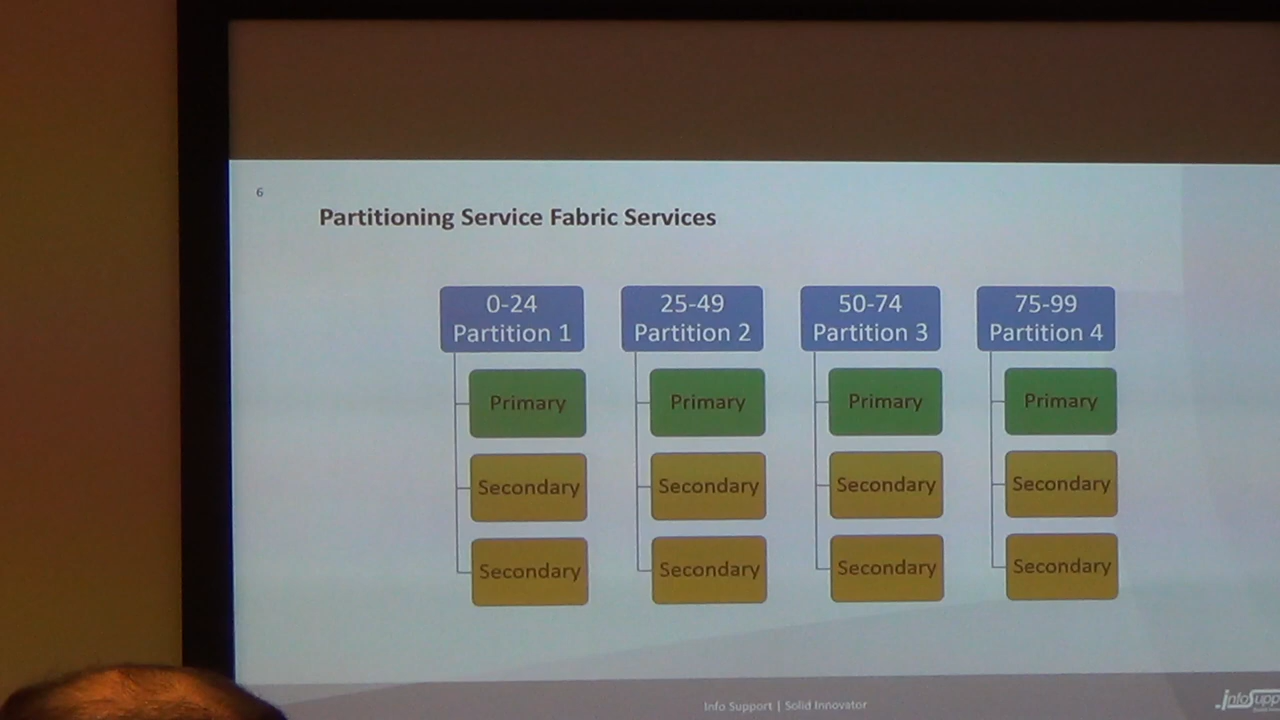 6
Partitioning Service Fabric Services
0-24
Partition 1
25-49
Partition 2
50-74
Partition 3
75-99
Partition 4
Primary
Primary
Primary
Primary
Secondary
Secondary
Secondary
Secondary
Secondary
Secondary
Secondary
Secondary
Info Support | Solid Innovator